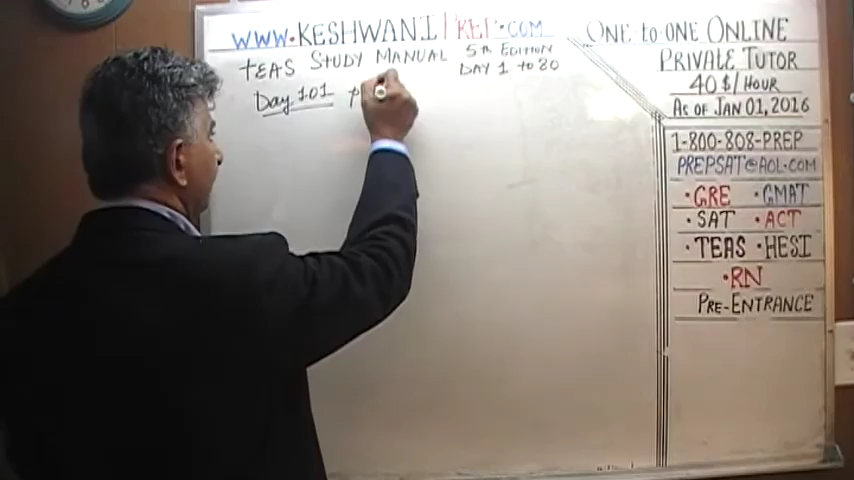 WWW.KESHWANI PREP.COM
TEAS STUDY MANUAL 5TH EDITION
DAY 1 TO 80
Day 101 P
ONE to ONE ONLINE
PRIVATE TUTOR
40 $/HOUR
AS OF JAN 01, 2016
1-800-808-PREP
PREPSAT@AOL.COM
•GRE •GMAT
•SAT •ACT
•TEAS •HESI
•RN
PRE-ENTRANCE